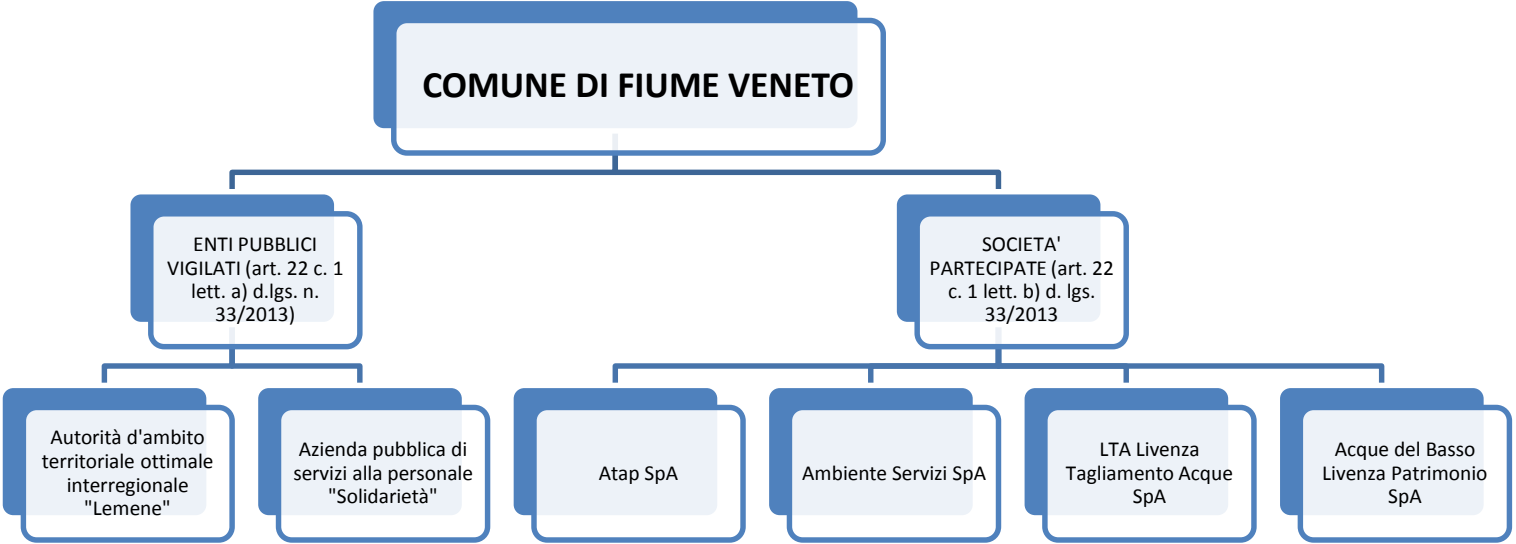 COMUNE DI FIUME VENETO
ENTI PUBBLICI
VIGILATI (art. 22 c. 1
lett. a) d.lgs. n.
33/2013)
SOCIETA'
PARTECIPATE (art. 22
c. 1 lett. b) d. lgs.
33/2013
Autorità d'ambito
territoriale ottimale
interregionale
"Lemene"
Azienda pubblica di
servizi alla personale
"Solidarietà"
Atap SpA
Ambiente Servizi SpA
LTA Livenza
Tagliamento Acque
SpA
Acque del Basso
Livenza Patrimonio
SpA